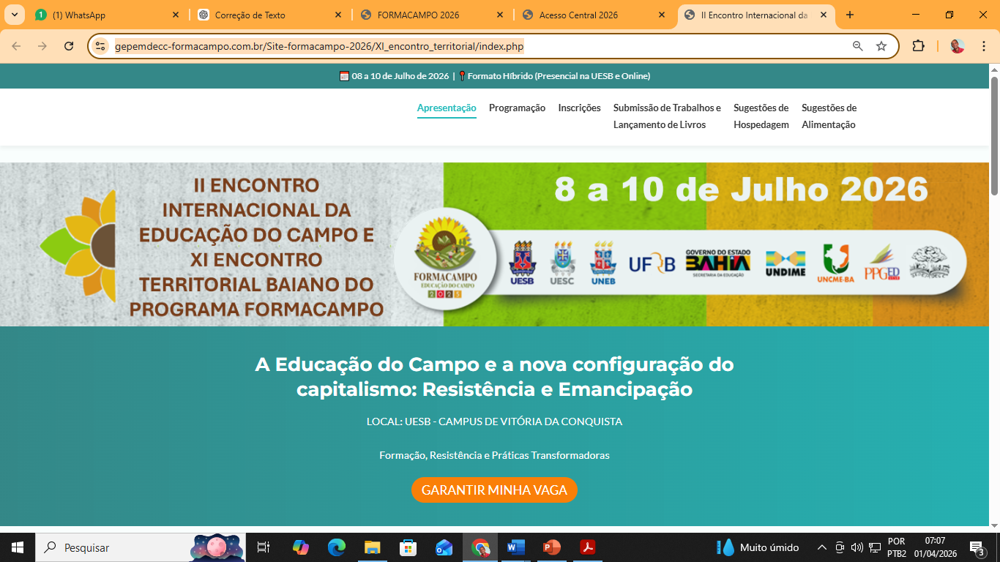 (1) WhatsApp
Correção de Texto
FORMACAMPO 2026
Acesso Central 2026
II Encontro Internacional da
gepemdecc-formacampo.com.br/Site-formacampo-2026/XI_encontro_territorial/index.php
08 a 10 de Julho de 2026 | Formato Híbrido (Presencial na UESB e Online)
Apresentação
Programação
Inscrições
Submissão de Trabalhos e
Lançamento de Livros
Sugestões de
Hospedagem
Sugestões de
Alimentação
II ENCONTRO
INTERNACIONAL DA
EDUCAÇÃO DO CAMPO E
XI ENCONTRO
TERRITORIAL BAIANO DO
PROGRAMA FORMACAMPO
8 a 10 de Julho 2026
FORMACAMPO
EDUCAÇÃO DO CAMPO
2025
UESB
UESC
UNEB
UFRB
GOVERNO DO ESTADO
BAHIA
SECRETARIA DA EDUCAÇÃO
UNDIME
UNCME-BA
PPGED
A Educação do Campo e a nova configuração do
capitalismo: Resistência e Emancipação
LOCAL: UESB - CAMPUS DE VITÓRIA DA CONQUISTA
Formação, Resistência e Práticas Transformadoras
GARANTIR MINHA VAGA
Pesquisar
Muito úmido
POR
PTB2
07:07
01/04/2026
3